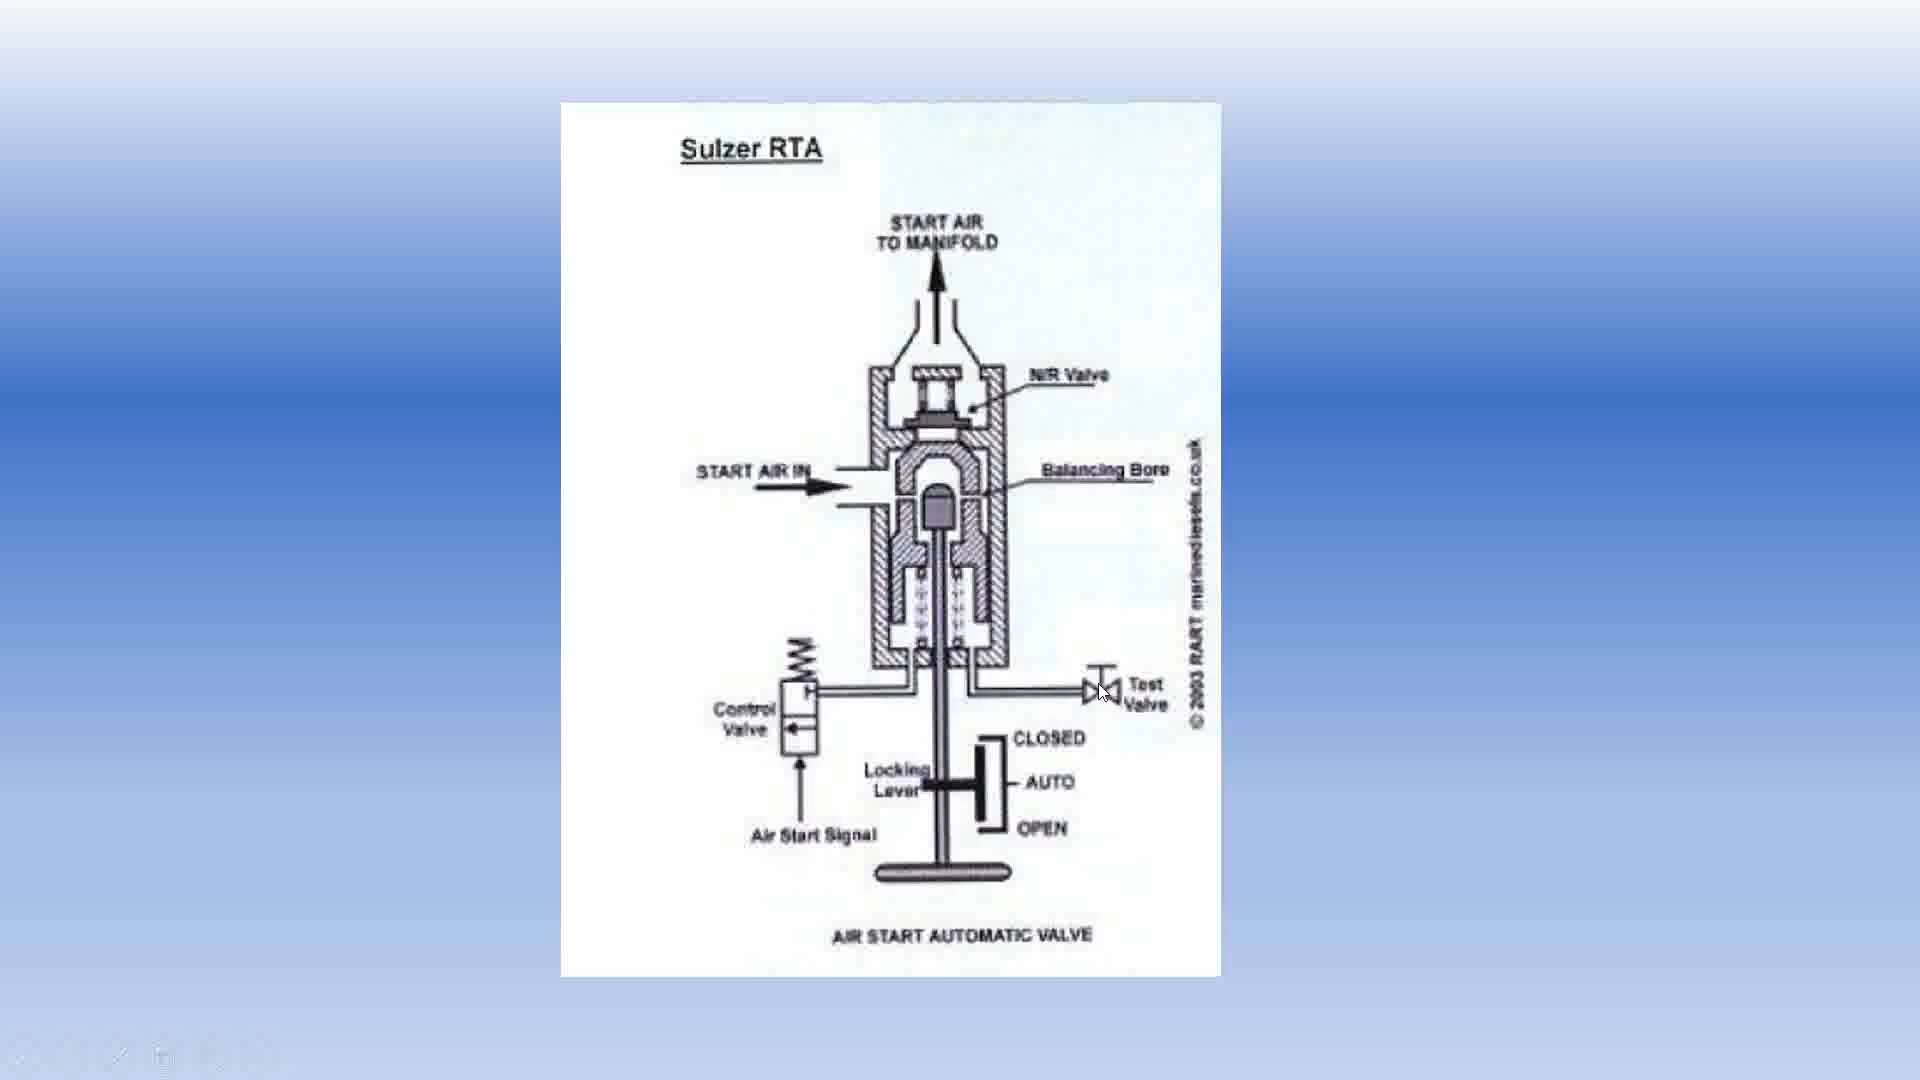 Sulzer RTA
START AIR
TO MANIFOLD
N/R Valve
START AIR IN
Balancing Bore
Control
Valve
Test
Valve
CLOSED
Locking
Lever
AUTO
OPEN
Air Start Signal
AIR START AUTOMATIC VALVE
© 2003 RART marinediesels.co.uk